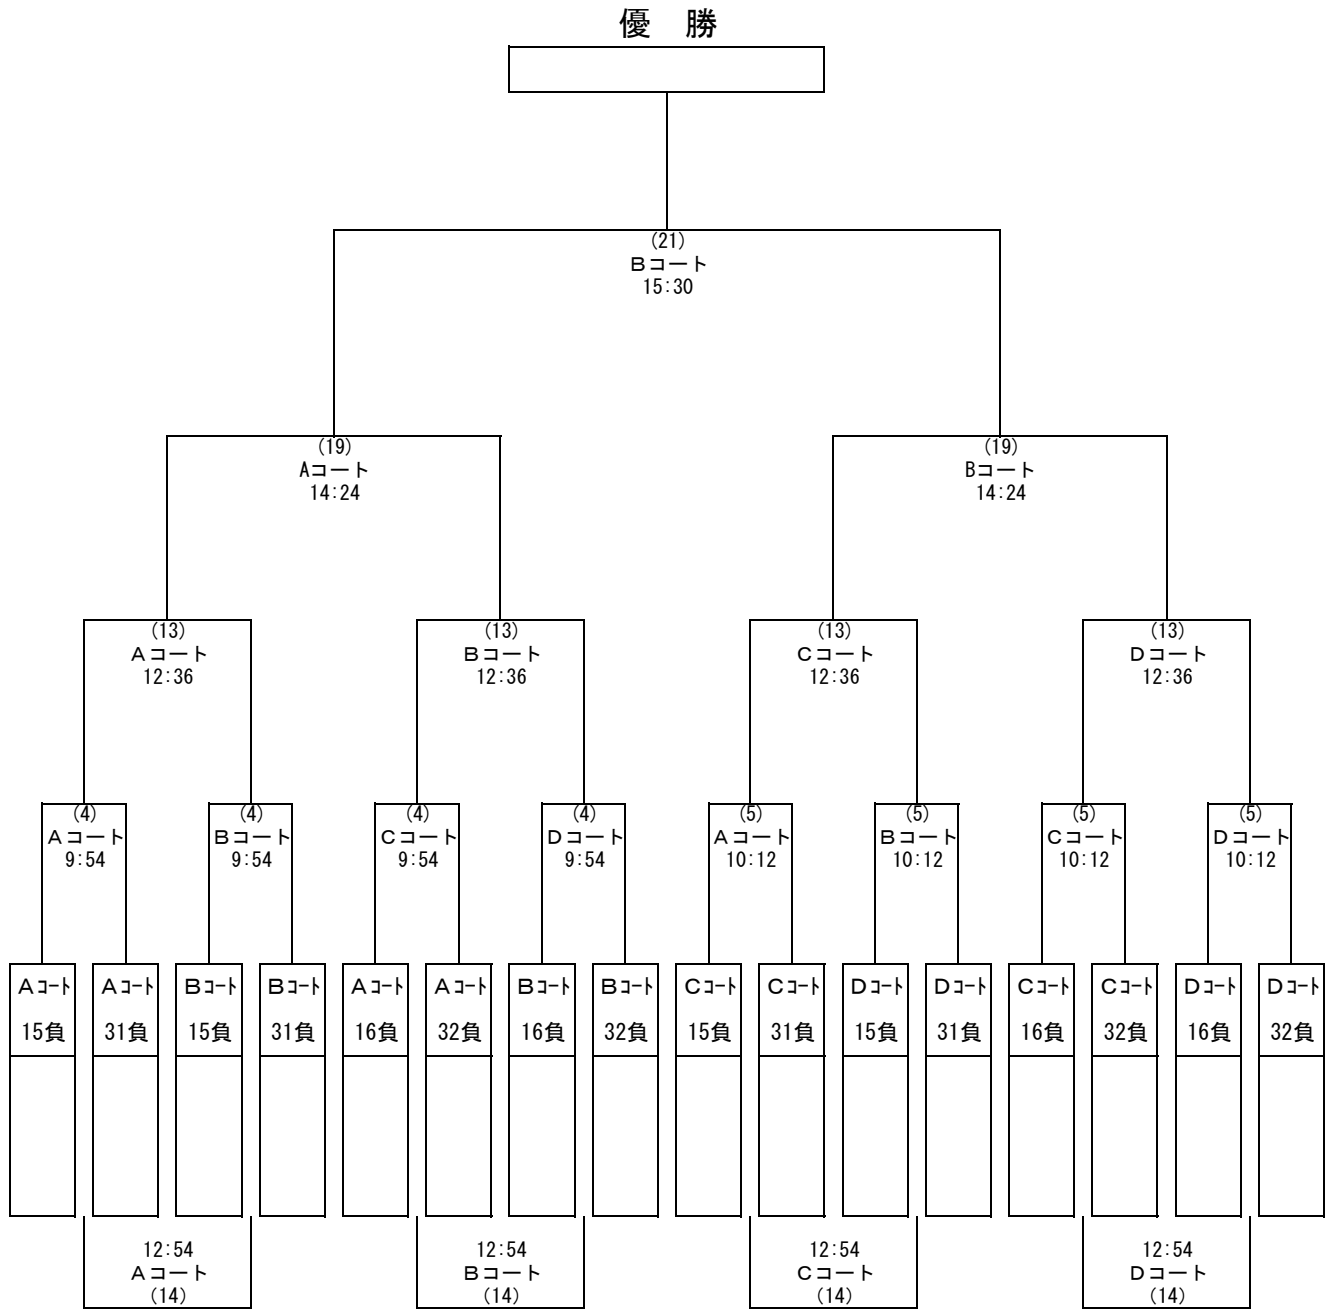 優　勝
(21)
Ｂコート
15:30
(19)
Aコート
14:24
(19)
Bコート
14:24
(13)
Ａコート
12:36
(13)
Ｂコート
12:36
(13)
Ｃコート
12:36
(13)
Ｄコート
12:36
(4)
Ａコート
9:54
(4)
Ｂコート
9:54
(4)
Ｃコート
9:54
(4)
Ｄコート
9:54
(5)
Ａコート
10:12
(5)
Ｂコート
10:12
(5)
Ｃコート
10:12
(5)
Ｄコート
10:12
Ａｺｰﾄ
15負
Ａｺｰﾄ
31負
Ｂｺｰﾄ
15負
Ｂｺｰﾄ
31負
Ａｺｰﾄ
16負
Ａｺｰﾄ
32負
Ｂｺｰﾄ
16負
Ｂｺｰﾄ
32負
Ｃｺｰﾄ
15負
Ｃｺｰﾄ
31負
Ｄｺｰﾄ
15負
Ｄｺｰﾄ
31負
Ｃｺｰﾄ
16負
Ｃｺｰﾄ
32負
Ｄｺｰﾄ
16負
Ｄｺｰﾄ
32負
12:54
Ａコート
(14)
12:54
Ｂコート
(14)
12:54
Ｃコート
(14)
12:54
Ｄコート
(14)